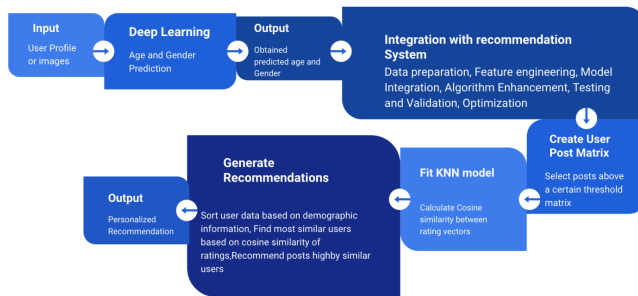 Input
User Profile
or images
Deep Learning
Age and Gender
Prediction
Output
Obtained
predicted age and
Gender
Integration with recommendation
System
Data preparation, Feature engineering, Model
Integration, Algorithm Enhancement, Testing
and Validation, Optimization
Create User
Post Matrix
Select posts above
a certain threshold
matrix
Fit KNN model
Calculate Cosine
similarity between
rating vectors
Generate
Recommendations
Sort user data based on demographic
information, Find most similar users
based on cosine similarity of
ratings,Recommend posts highby similar
users
Output
Personalized
Recommendation